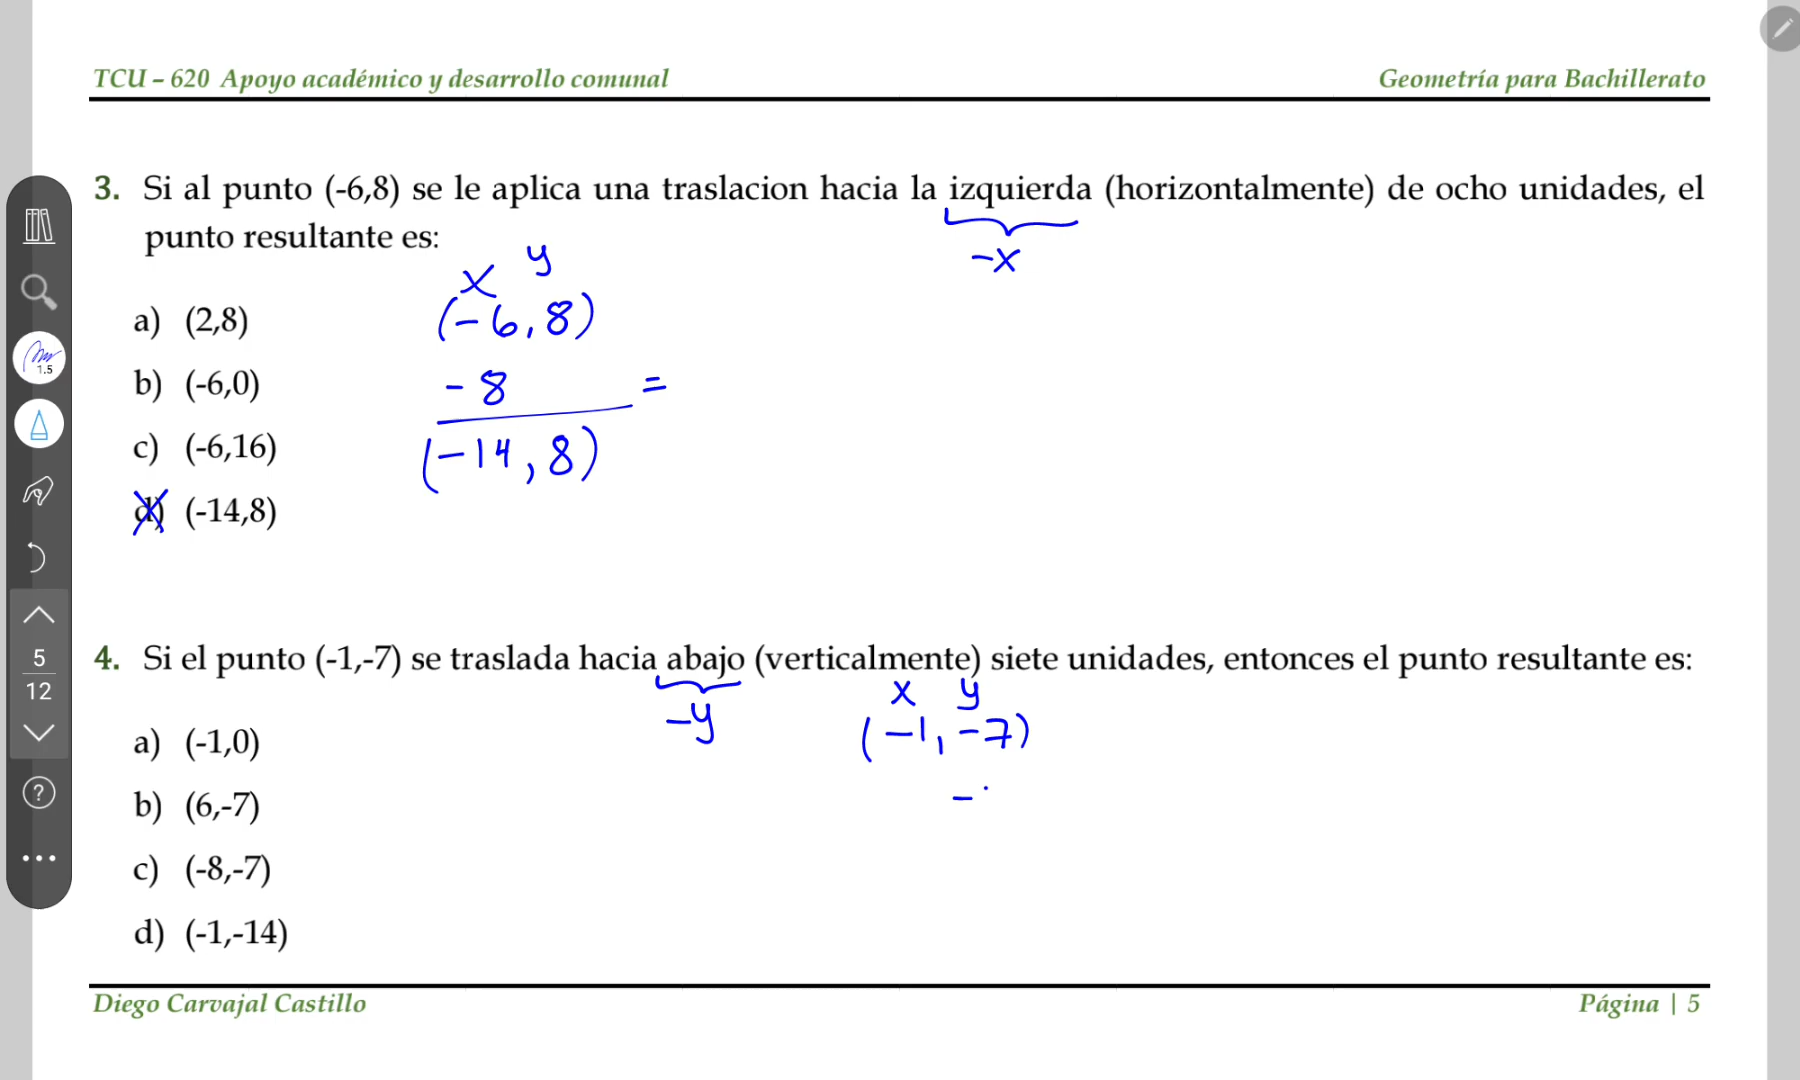 TCU – 620 Apoyo académico y desarrollo comunal
Geometría para Bachillerato
3. Si al punto (-6,8) se le aplica una traslacion hacia la izquierda (horizontalmente) de ocho unidades, el
punto resultante es:
-x
x y
(-6,8)
- 8 =
(-14,8)
a) (2,8)
b) (-6,0)
c) (-6,16)
d) (-14,8)
4. Si el punto (-1,-7) se traslada hacia abajo (verticalmente) siete unidades, entonces el punto resultante es:
-y
x y
(-1,-7)
-
a) (-1,0)
b) (6,-7)
c) (-8,-7)
d) (-1,-14)
Diego Carvajal Castillo
Página | 5
1.5
5
12
?